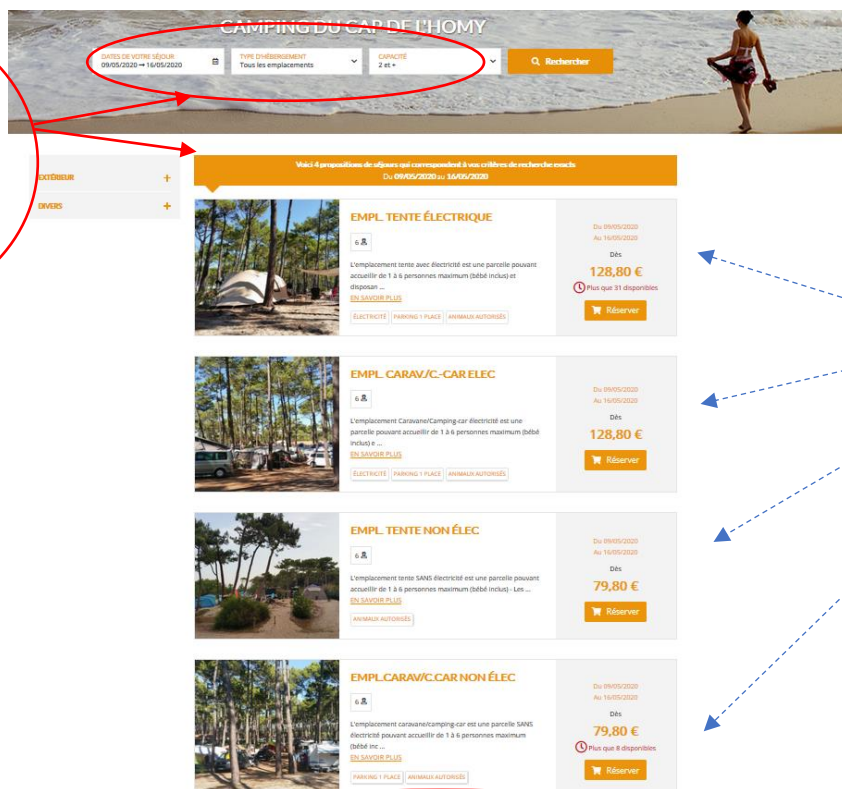 CAMPING DU CAP DE L'HOMY
DATES DE VOTRE SÉJOUR
09/05/2020 → 16/05/2020
TYPE D'HÉBERGEMENT
Tous les emplacements
CAPACITÉ
2 et +
Rechercher
EXTÉRIEUR +
DIVERS +
Voici 4 propositions de séjours qui correspondent à vos critères de recherche exacts
Du 09/05/2020 au 16/05/2020
EMPL. TENTE ÉLECTRIQUE
6
L'emplacement tente avec électricité est une parcelle pouvant
accueillir de 1 à 6 personnes maximum (bébé inclus) et
disposan ...
EN SAVOIR PLUS
ÉLECTRICITÉ PARKING 1 PLACE ANIMAUX AUTORISÉS
Du 09/05/2020
Au 16/05/2020
Dès
128,80 €
Plus que 31 disponibles
Réserver
EMPL. CARAV./C.-CAR ELEC
6
L'emplacement Caravane/Camping-car électricité est une
parcelle pouvant accueillir de 1 à 6 personnes maximum (bébé
inclus) e ...
EN SAVOIR PLUS
ÉLECTRICITÉ PARKING 1 PLACE ANIMAUX AUTORISÉS
Du 09/05/2020
Au 16/05/2020
Dès
128,80 €
Réserver
EMPL. TENTE NON ÉLEC
6
L'emplacement tente SANS électricité est une parcelle pouvant
accueillir de 1 à 6 personnes maximum (bébé inclus) - Les ...
EN SAVOIR PLUS
ANIMAUX AUTORISÉS
Du 09/05/2020
Au 16/05/2020
Dès
79,80 €
Réserver
EMPL.CARAV/C.CAR NON ÉLEC
6
L'emplacement caravane/camping-car est une parcelle SANS
électricité pouvant accueillir de 1 à 6 personnes maximum
(bébé inc ...
EN SAVOIR PLUS
PARKING 1 PLACE ANIMAUX AUTORISÉS
Du 09/05/2020
Au 16/05/2020
Dès
79,80 €
Plus que 8 disponibles
Réserver